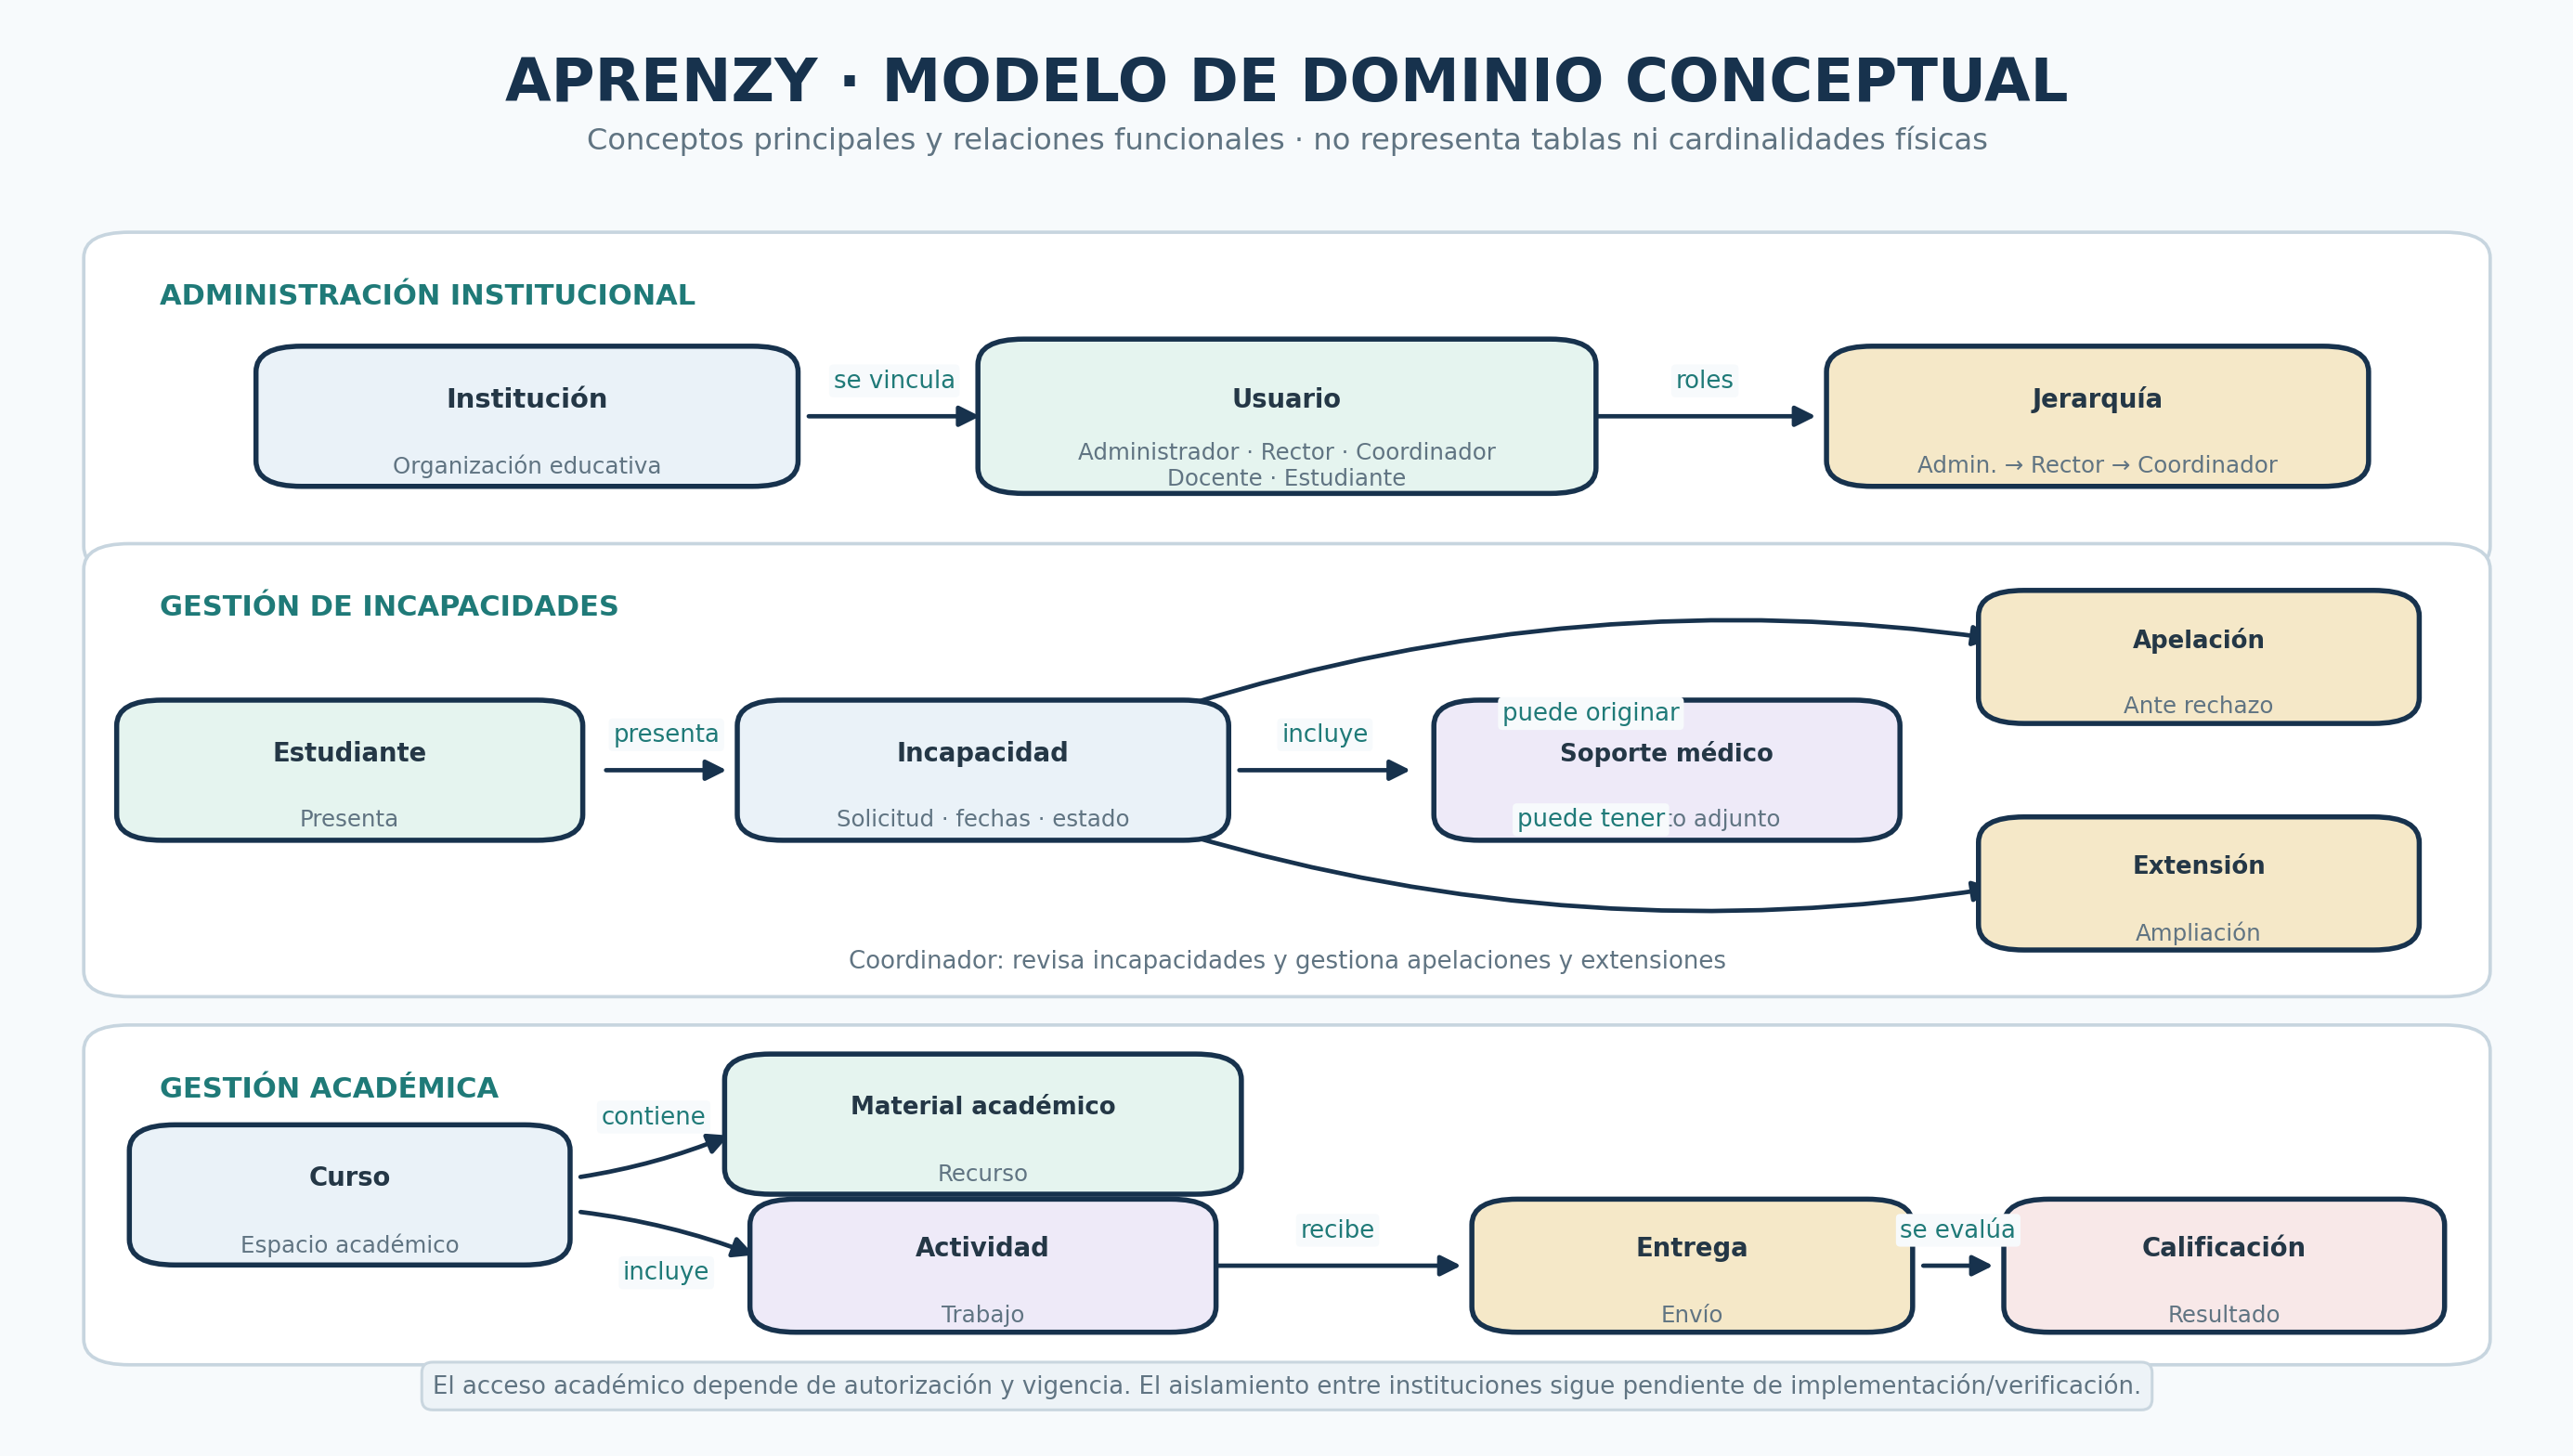 APRENZY · MODELO DE DOMINIO CONCEPTUAL
Conceptos principales y relaciones funcionales · no representa tablas ni cardinalidades físicas
ADMINISTRACIÓN INSTITUCIONAL
Institución
Organización educativa
se vincula
Usuario
Administrador · Rector · Coordinador
Docente · Estudiante
roles
Jerarquía
Admin. → Rector → Coordinador
GESTIÓN DE INCAPACIDADES
Estudiante
Presenta
presenta
Incapacidad
Solicitud · fechas · estado
incluye
puede originar
Soporte médico
puede tener
adjunto
Apelación
Ante rechazo
Extensión
Ampliación
Coordinador: revisa incapacidades y gestiona apelaciones y extensiones
GESTIÓN ACADÉMICA
Curso
Espacio académico
contiene
incluye
Material académico
Recurso
Actividad
Trabajo
recibe
Entrega
Envío
se evalúa
Calificación
Resultado
El acceso académico depende de autorización y vigencia. El aislamiento entre instituciones sigue pendiente de implementación/verificación.